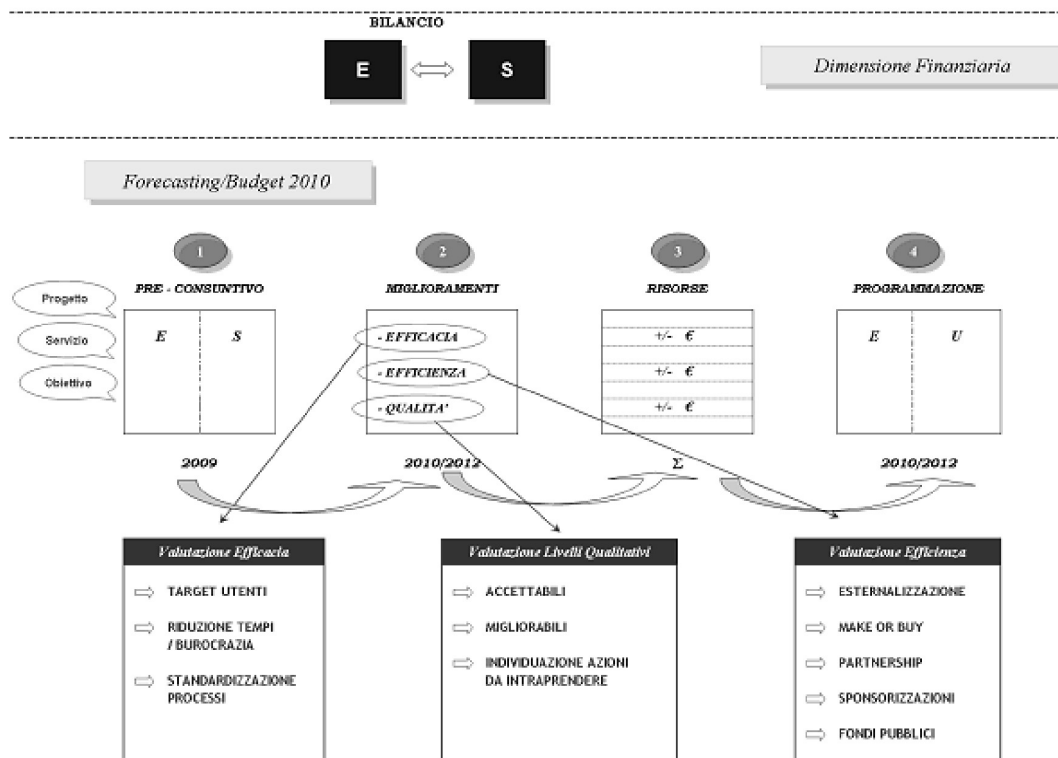 BILANCIO
E
S
Dimensione Finanziaria
Forecasting/Budget 2010
1
2
3
4
PRE - CONSUNTIVO
MIGLIORAMENTI
RISORSE
PROGRAMMAZIONE
Progetto
Servizio
Obiettivo
E
S
- EFFICACIA
- EFFICIENZA
- QUALITA'
+/- €
+/- €
+/- €
E
U
2009
2010/2012
Σ
2010/2012
Valutazione Efficacia
TARGET UTENTI
RIDUZIONE TEMPI
/ BUROCRAZIA
STANDARDIZZAZIONE
PROCESSI
Valutazione Livelli Qualitativi
ACCETTABILI
MIGLIORABILI
INDIVIDUAZIONE AZIONI
DA INTRAPRENDERE
Valutazione Efficienza
ESTERNALIZZAZIONE
MAKE OR BUY
PARTNERSHIP
SPONSORIZZAZIONI
FONDI PUBBLICI